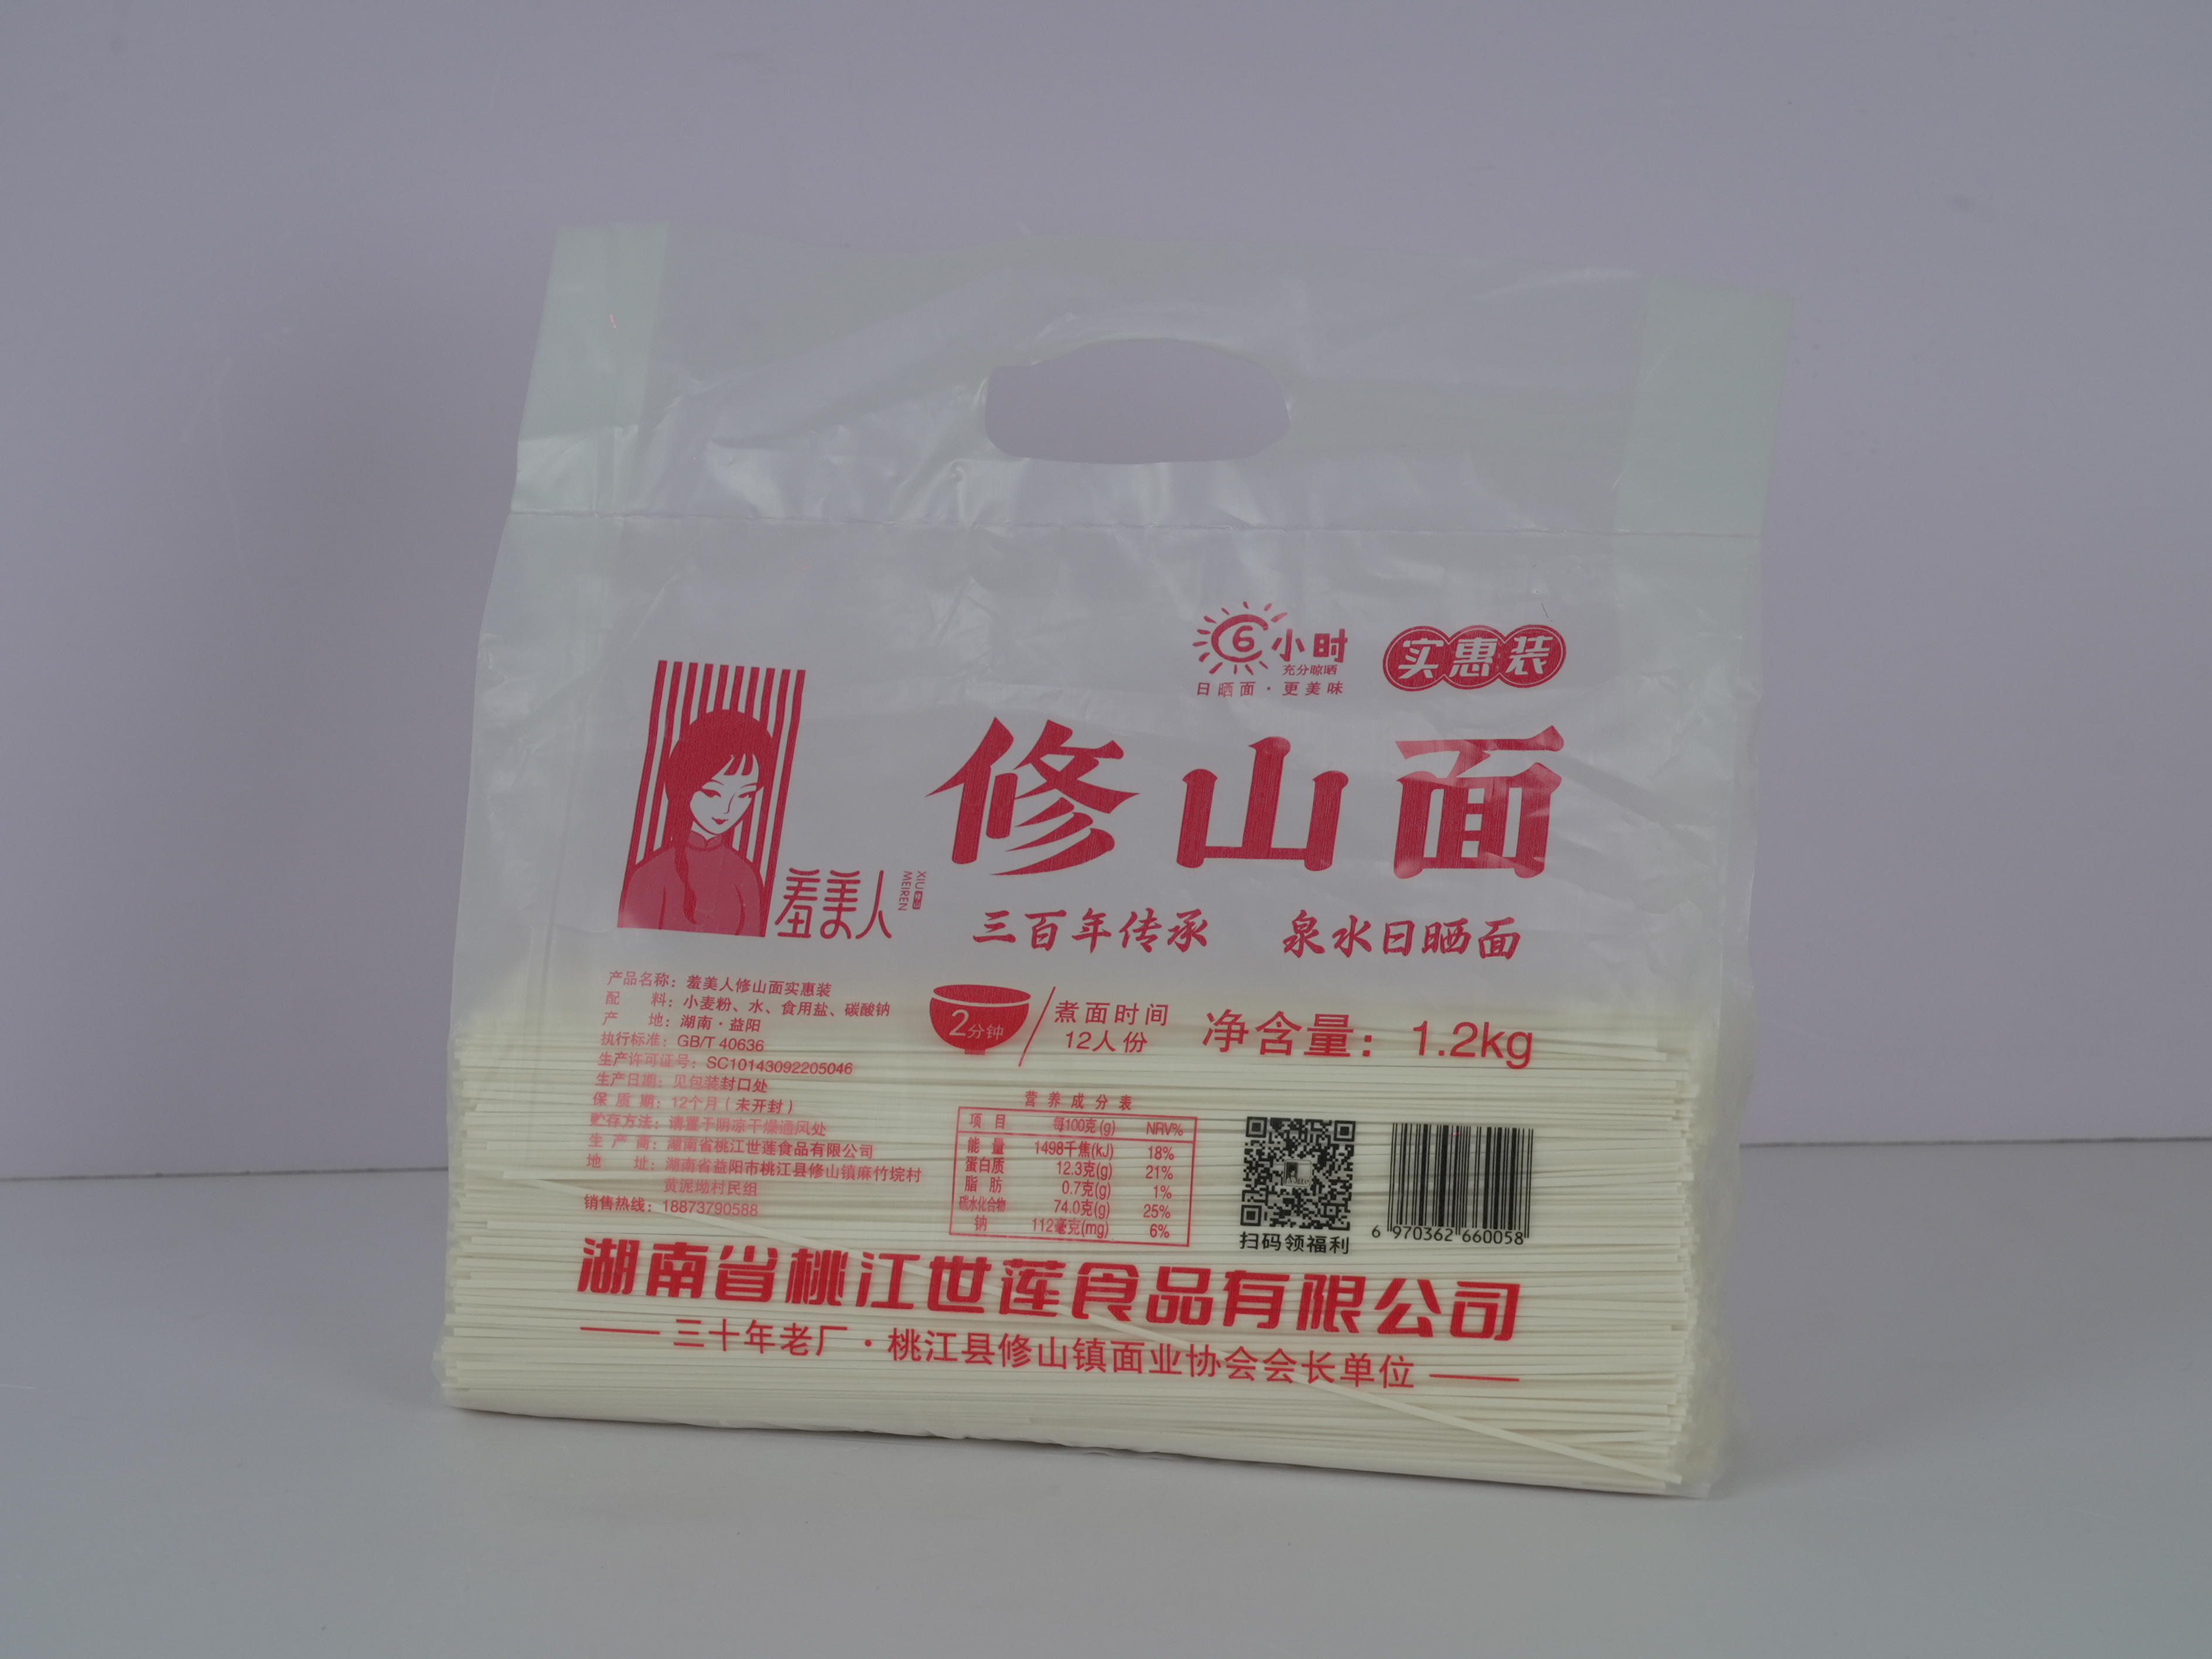 6小时
充分晾晒
日晒面·更美味
实惠装
修山面
羞美人
XIU
MEIREN
三百年传承 泉水日晒面
产品名称：羞美人修山面实惠装
配 料：小麦粉、水、食用盐、碳酸钠
产 地：湖南·益阳
执行标准：GB/T 40636
生产许可证号：SC10143092205046
生产日期：见包装封口处
保 质 期：12个月（未开封）
贮存方法：请置于阴凉干燥通风处
生 产 商：湖南省桃江世莲食品有限公司
地 址：湖南省益阳市桃江县修山镇麻竹垸村
黄泥坳村民组
销售热线：18873790588
2分钟
煮面时间
12人份
净含量：1.2kg
营养成分表
项目 每100克(g) NRV%
能量 1498千焦(kJ) 18%
蛋白质 12.3克(g) 21%
脂肪 0.7克(g) 1%
碳水化合物 74.0克(g) 25%
钠 112毫克(mg) 6%
扫码领福利
6 970362 660058
湖南省桃江世莲食品有限公司
三十年老厂·桃江县修山镇面业协会会长单位